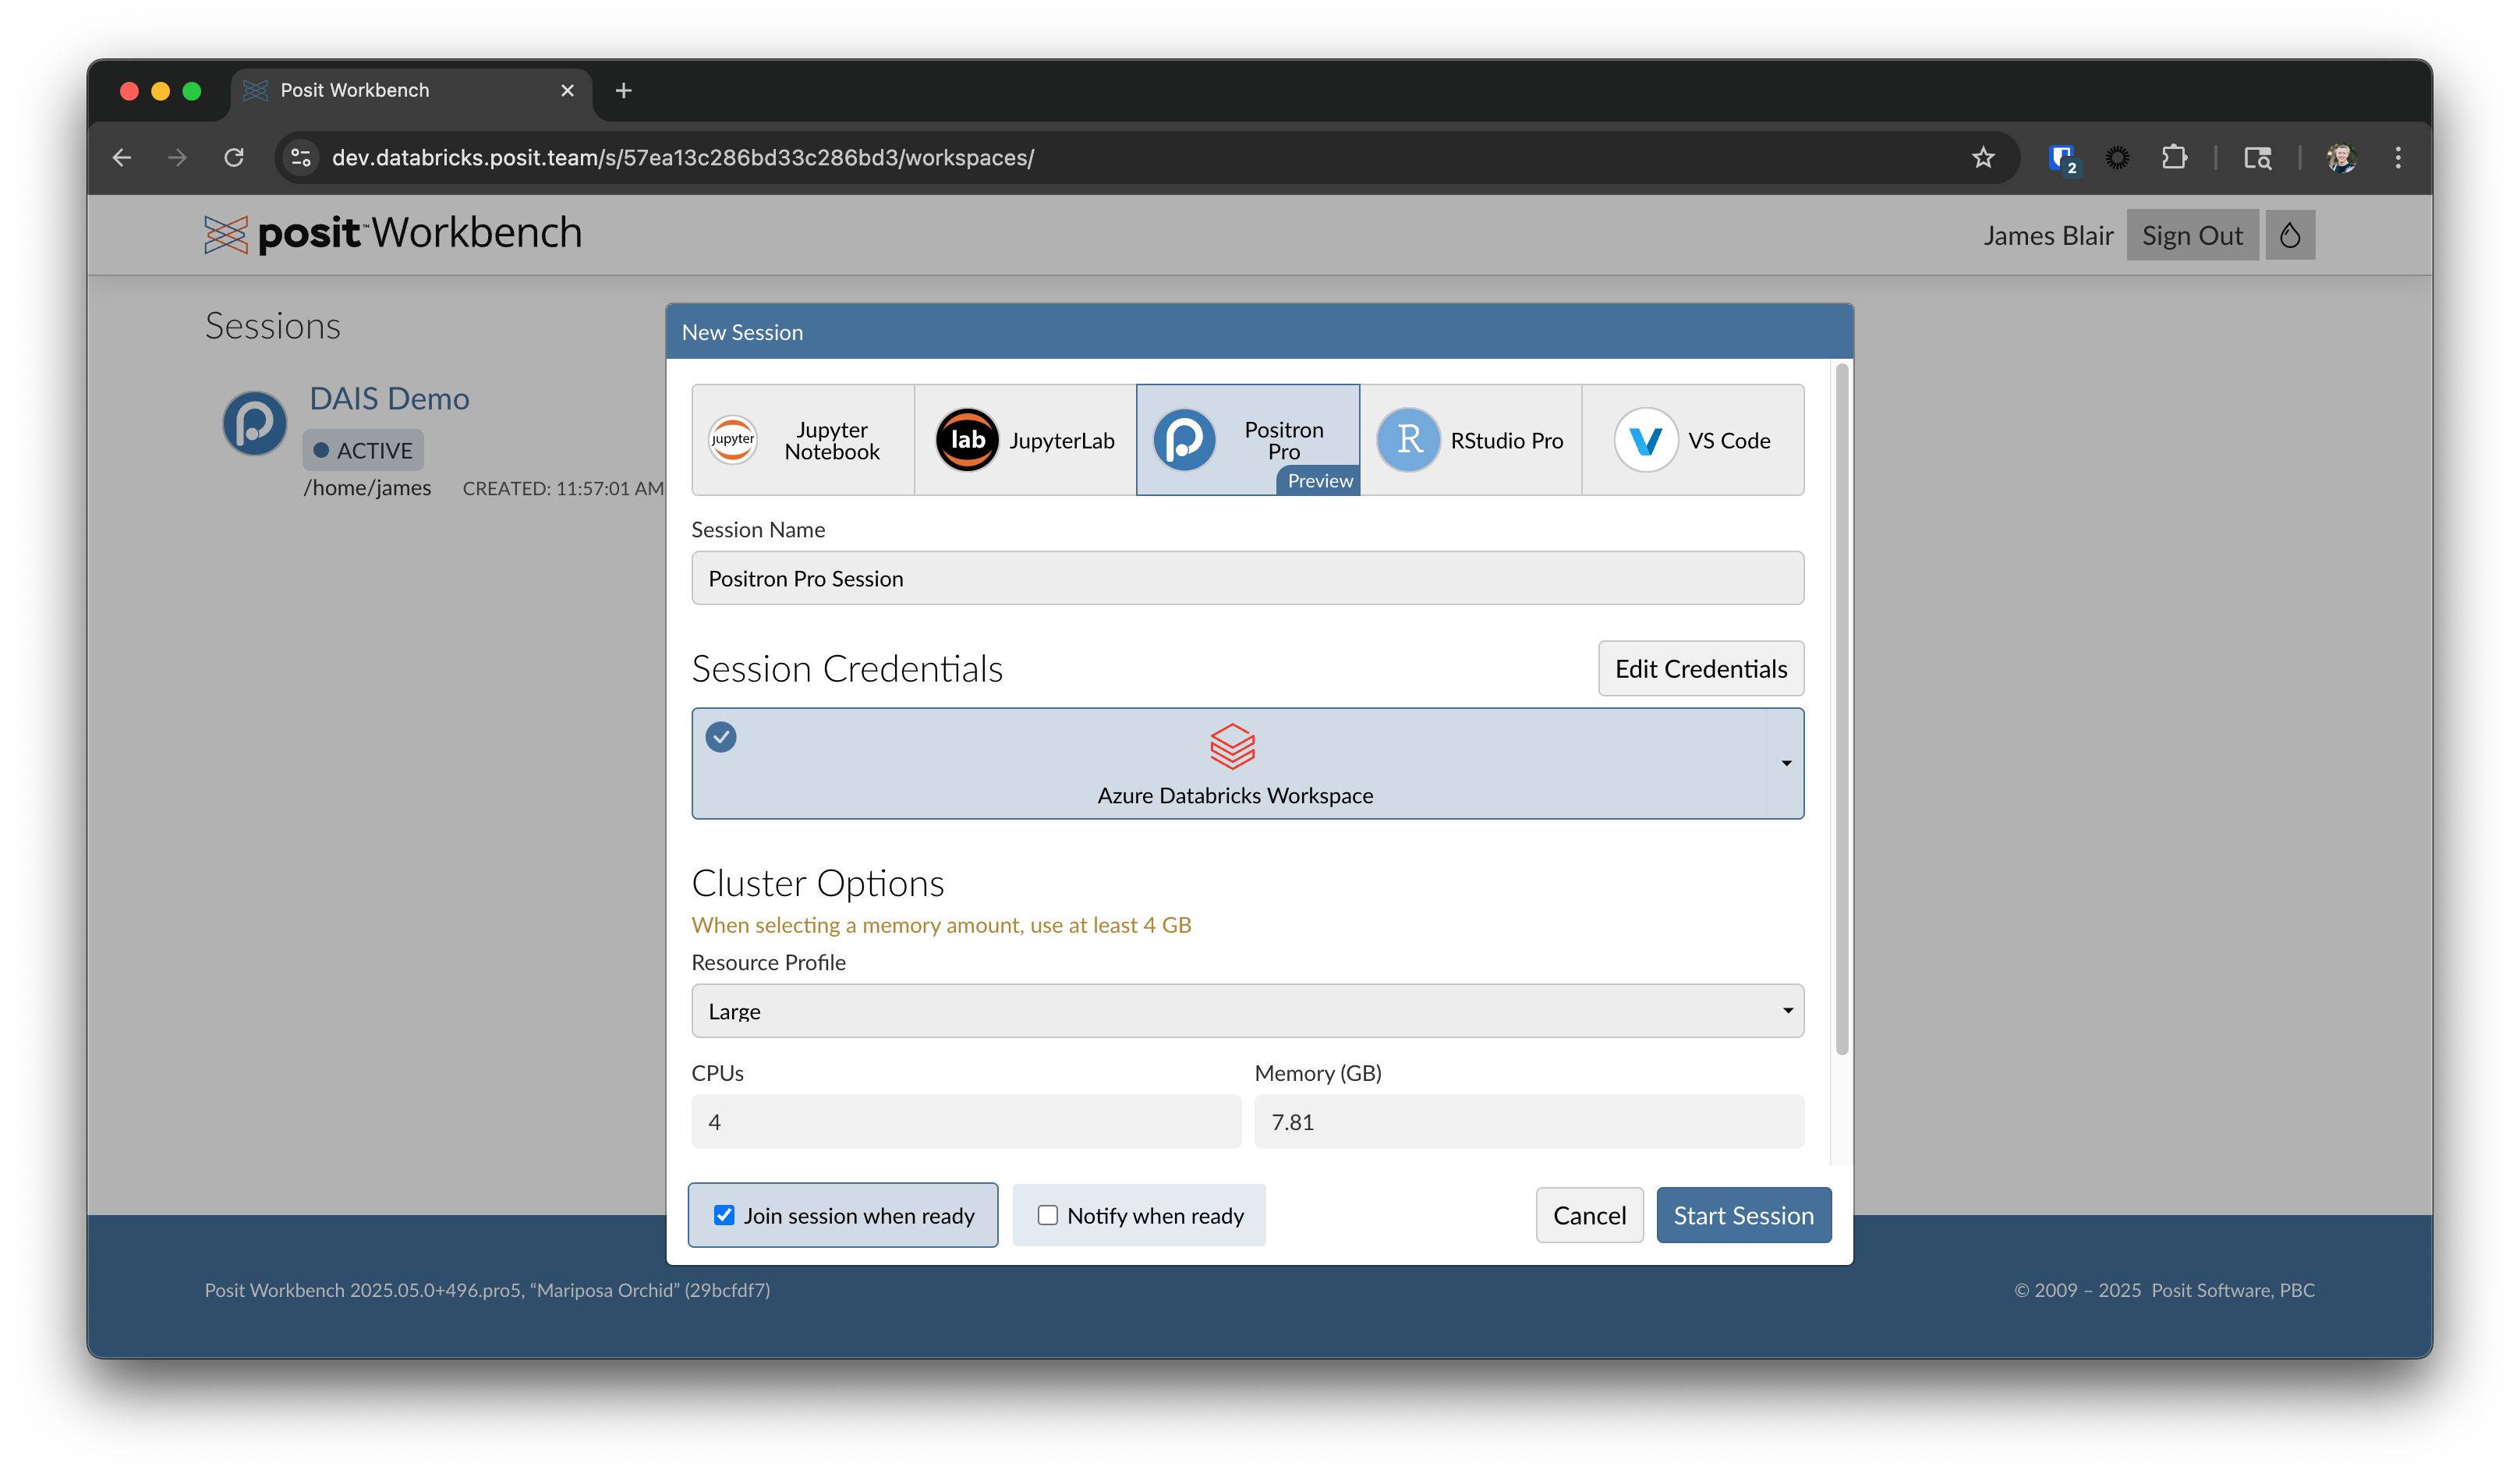 Posit Workbench
dev.databricks.posit.team/s/57ea13c286bd33c286bd3/workspaces/
2
posit™ Workbench
James Blair
Sign Out
Sessions
DAIS Demo
ACTIVE
/home/james
CREATED: 11:57:01 AM
New Session
jupyter
Jupyter
Notebook
lab
JupyterLab
Positron
Pro
Preview
R
RStudio Pro
VS Code
Session Name
Positron Pro Session
Session Credentials
Edit Credentials
Azure Databricks Workspace
Cluster Options
When selecting a memory amount, use at least 4 GB
Resource Profile
Large
CPUs
Memory (GB)
4
7.81
Join session when ready
Notify when ready
Cancel
Start Session
Posit Workbench 2025.05.0+496.pro5, “Mariposa Orchid” (29bcfdf7)
© 2009 – 2025 Posit Software, PBC